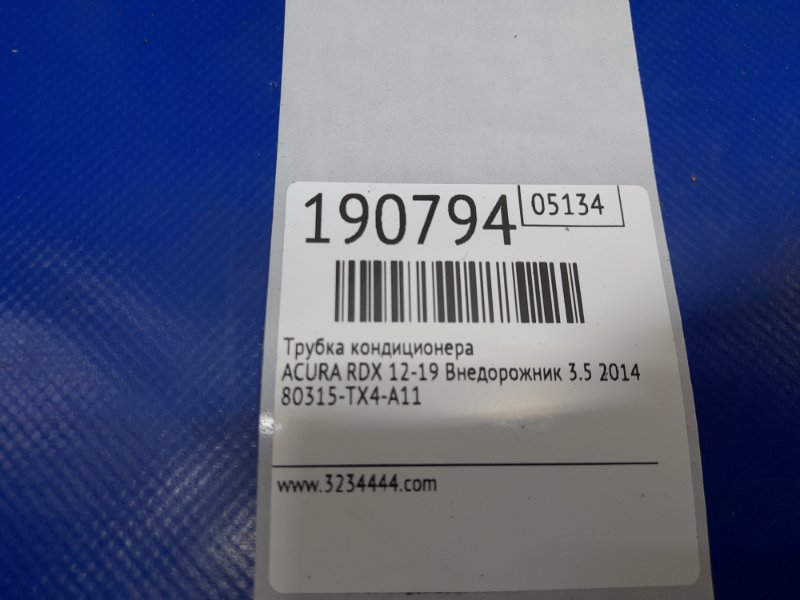 190794
05134
Трубка кондиционера
ACURA RDX 12-19 Внедорожник 3.5 2014
80315-TX4-A11
www.3234444.com